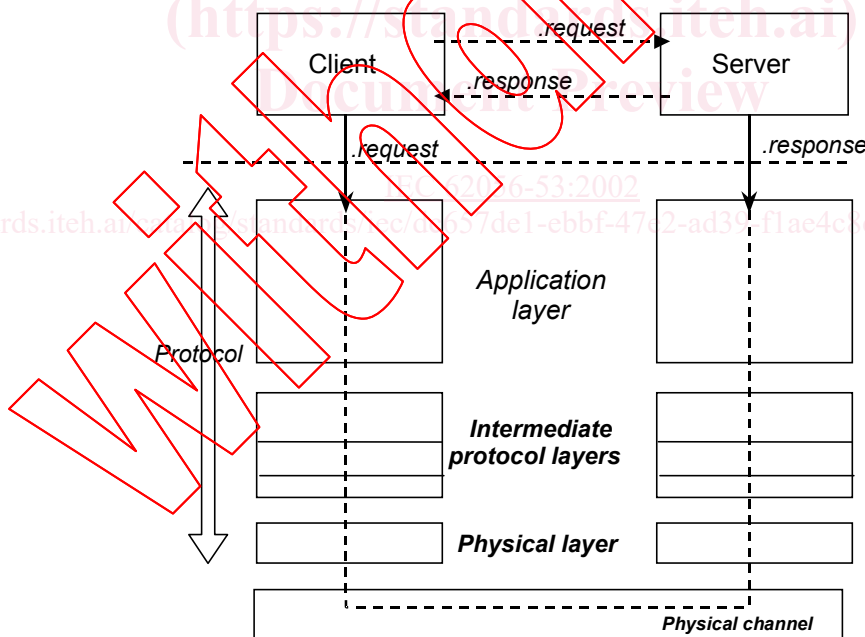 (https://standards.iteh.ai)
.request
Client
Server
.response
Document Preview
.request
.response
IEC 62056-53:2002
Application
layer
Protocol
Intermediate
protocol layers
Physical layer
Physical channel